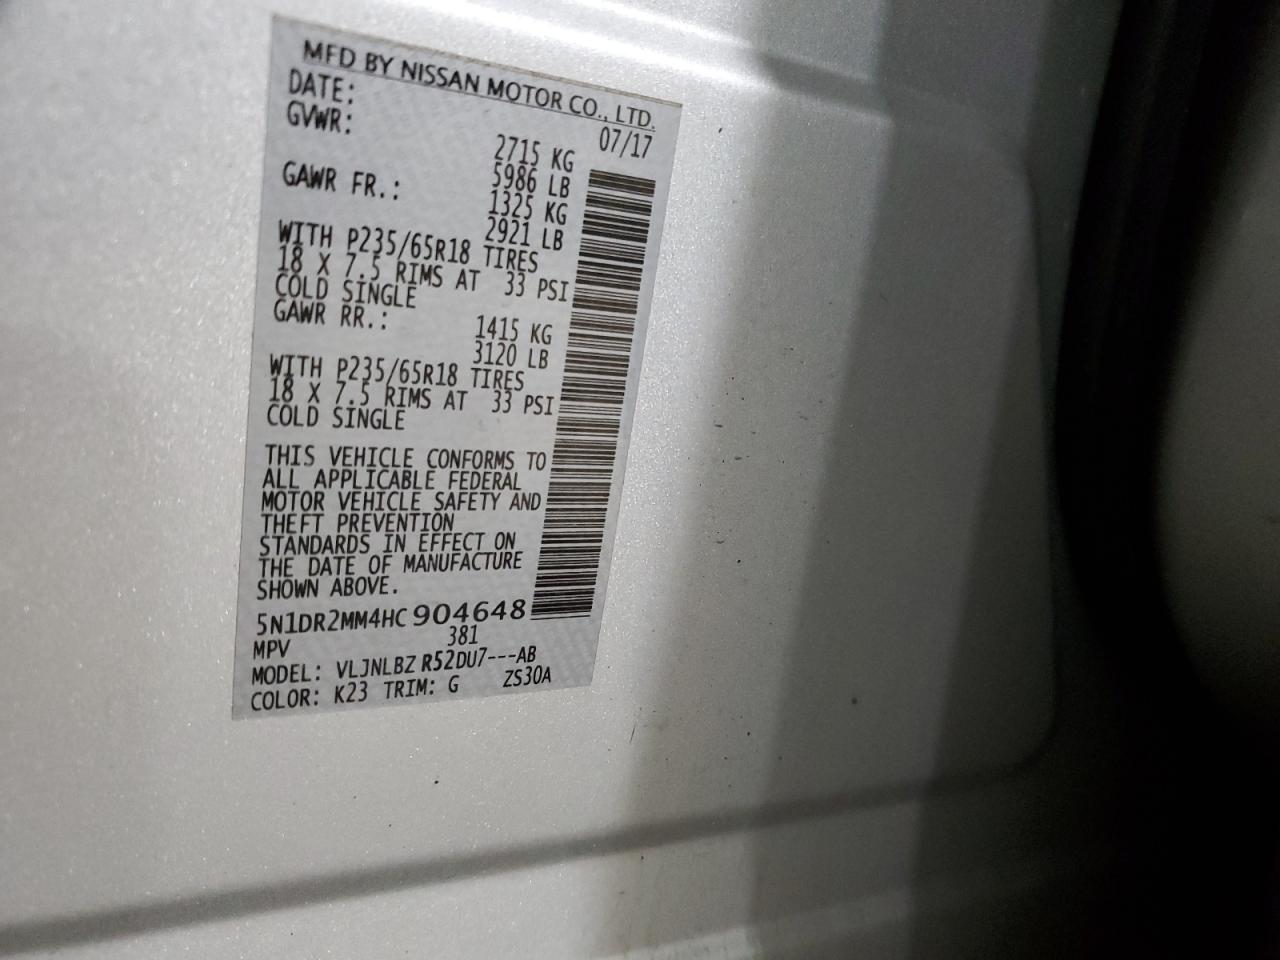 MFD BY NISSAN MOTOR CO., LTD.
DATE: 07/17
GVWR: 2715 KG
5986 LB
GAWR FR.: 1325 KG
2921 LB
WITH P235/65R18 TIRES
18 X 7.5 RIMS AT 33 PSI
COLD SINGLE
GAWR RR.: 1415 KG
3120 LB
WITH P235/65R18 TIRES
18 X 7.5 RIMS AT 33 PSI
COLD SINGLE
THIS VEHICLE CONFORMS TO
ALL APPLICABLE FEDERAL
MOTOR VEHICLE SAFETY AND
THEFT PREVENTION
STANDARDS IN EFFECT ON
THE DATE OF MANUFACTURE
SHOWN ABOVE.
5N1DR2MM4HC904648
MPV 381
MODEL: VLJNLBZ R52DU7---AB
COLOR: K23 TRIM: G ZS30A